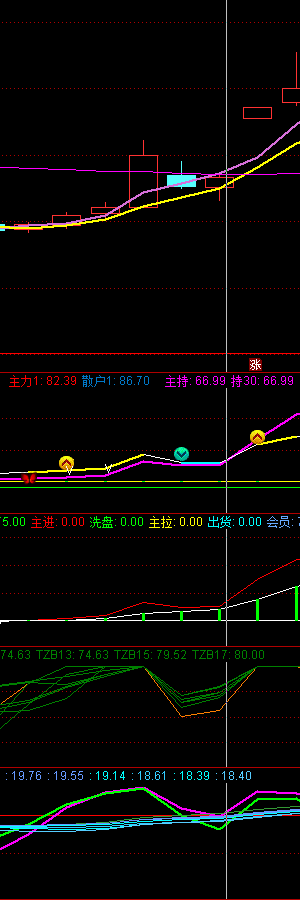 涨
主力1: 82.39 散户1: 86.70 主持: 66.99 持30: 66.99
75.00 主进: 0.00 洗盘: 0.00 主拉: 0.00 出货: 0.00 会员:
74.63 TZB13: 74.63 TZB15: 79.52 TZB17: 80.00
: 19.76 : 19.55 : 19.14 : 18.61 : 18.39 : 18.40